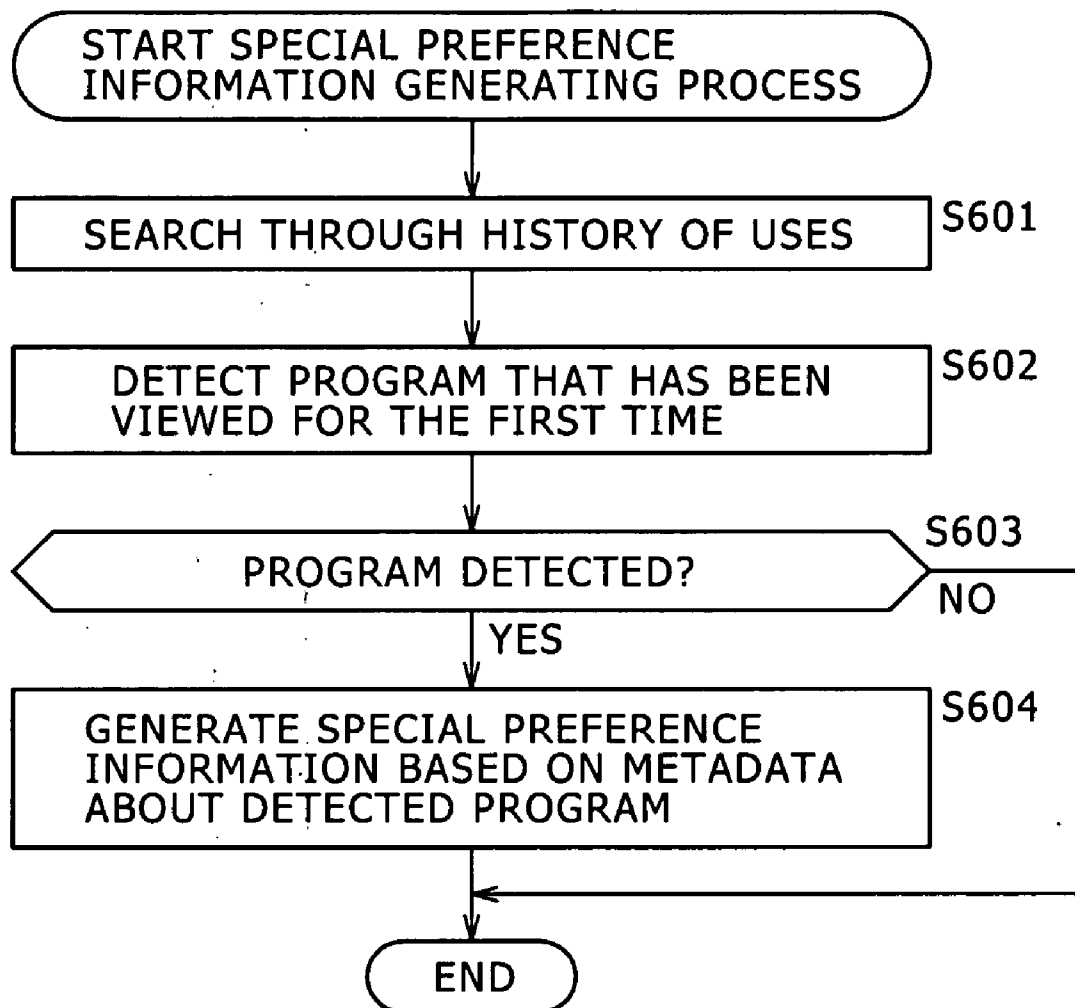 START SPECIAL PREFERENCE
INFORMATION GENERATING PROCESS
SEARCH THROUGH HISTORY OF USES
S601
DETECT PROGRAM THAT HAS BEEN
VIEWED FOR THE FIRST TIME
S602
PROGRAM DETECTED?
S603
NO
YES
GENERATE SPECIAL PREFERENCE
INFORMATION BASED ON METADATA
ABOUT DETECTED PROGRAM
S604
END